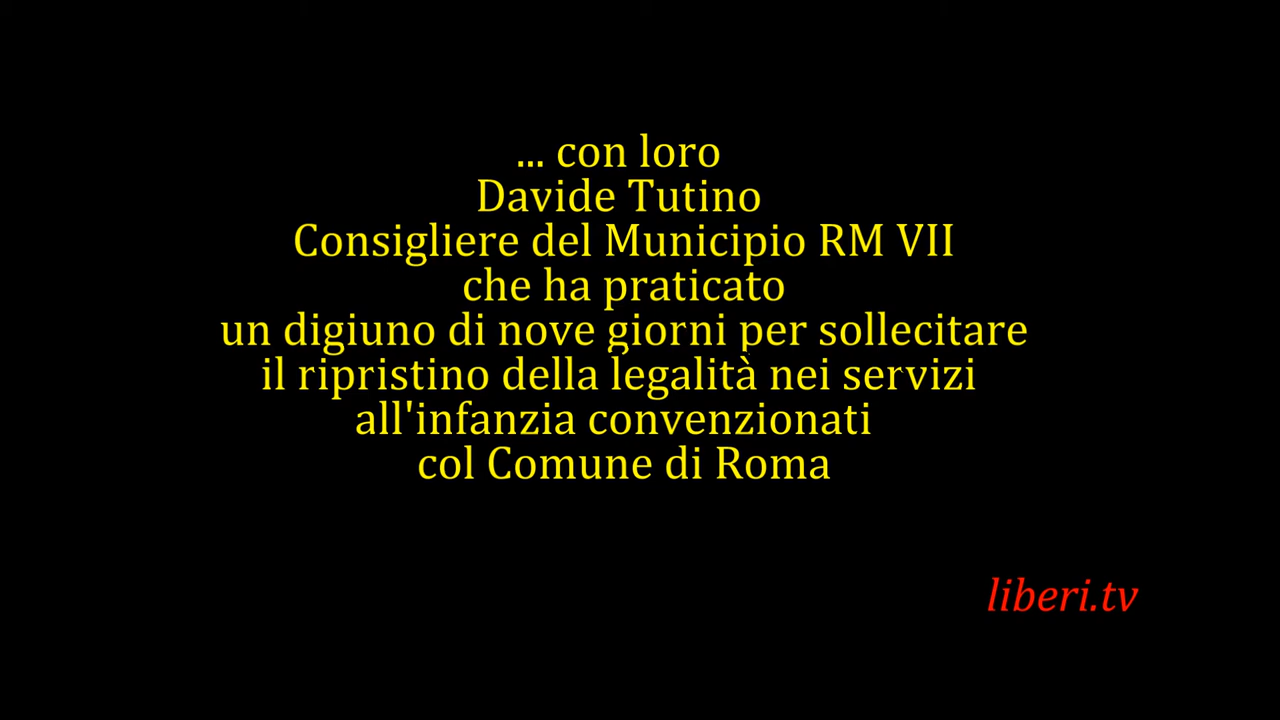 ... con loro
Davide Tutino
Consigliere del Municipio RM VII
che ha praticato
un digiuno di nove giorni per sollecitare
il ripristino della legalità nei servizi
all'infanzia convenzionati
col Comune di Roma
liberi.tv